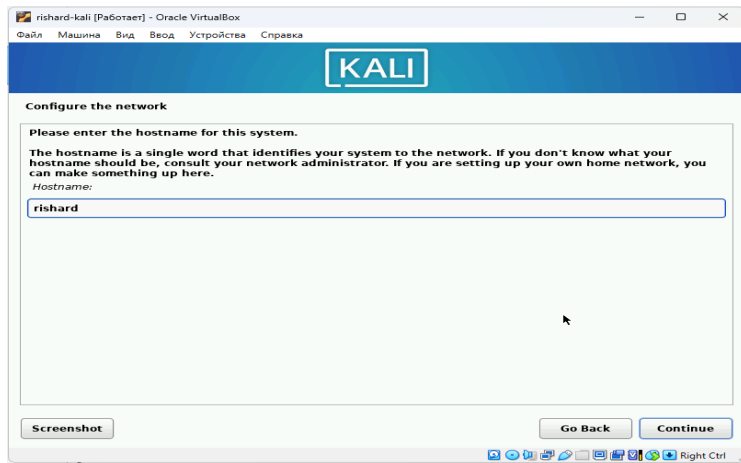 rishard-kali [Работает] - Oracle VirtualBox
Файл Машина Вид Ввод Устройства Справка
KALI
Configure the network
Please enter the hostname for this system.
The hostname is a single word that identifies your system to the network. If you don't know what your
hostname should be, consult your network administrator. If you are setting up your own home network, you
can make something up here.
Hostname:
rishard
Screenshot Go Back Continue
Right Ctrl